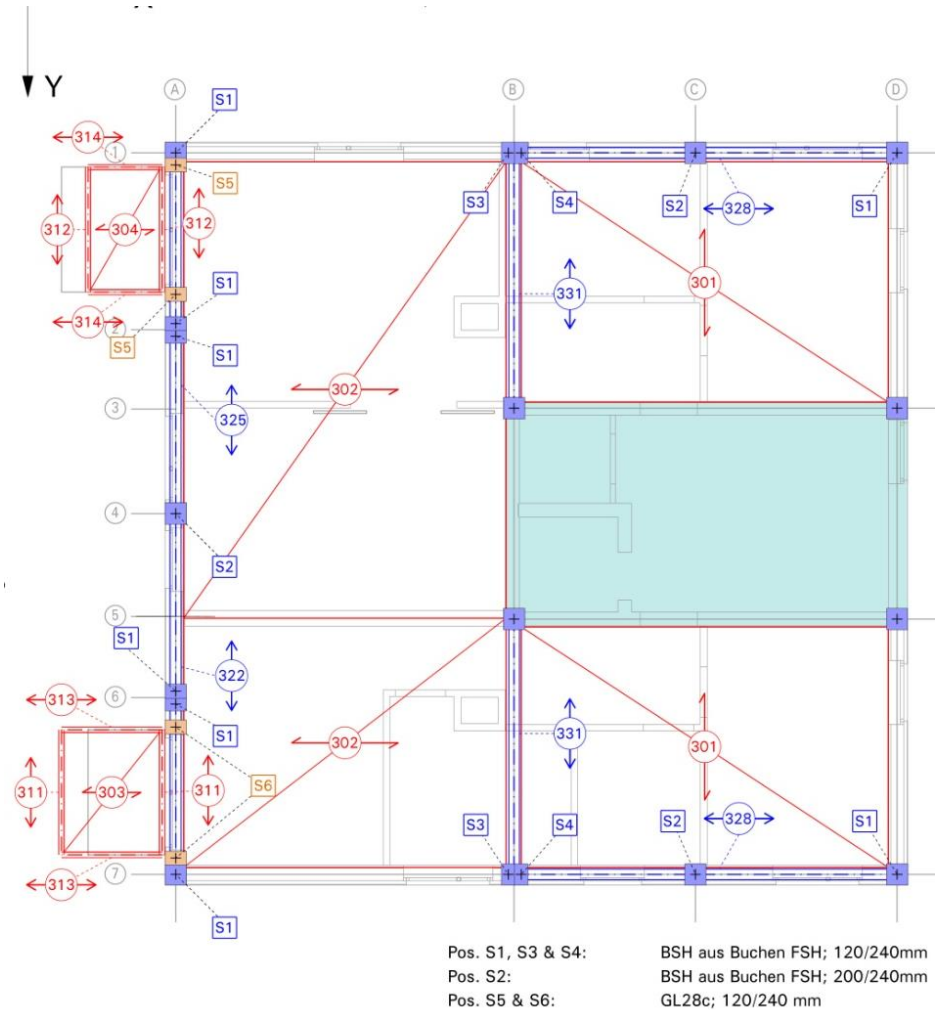 Y
A
B
C
D
S1
314
1
S5
S3
S4
S2
328
S1
312
304
312
301
S1
331
314
2
S5
S1
302
3
325
4
S2
5
S1
322
6
313
S1
331
302
301
S6
311
303
311
S3
S4
S2
328
S1
7
313
S1
Pos. S1, S3 & S4: BSH aus Buchen FSH; 120/240mm
Pos. S2: BSH aus Buchen FSH; 200/240mm
Pos. S5 & S6: GL28c; 120/240 mm